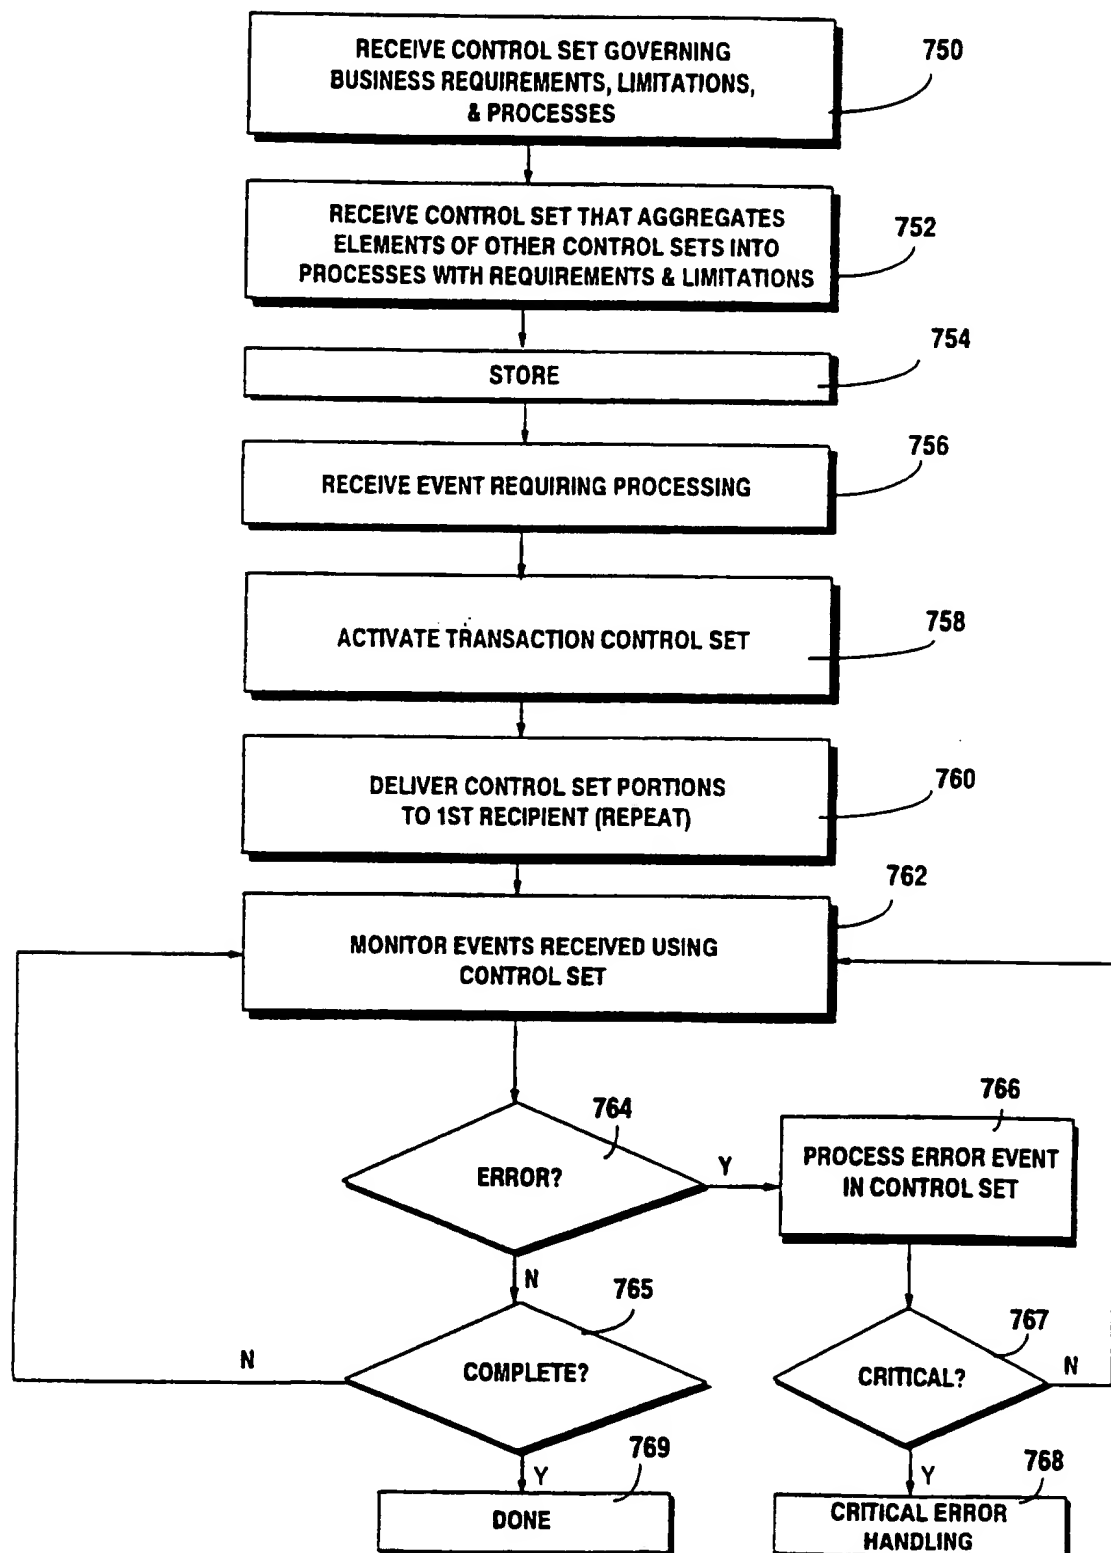 RECEIVE CONTROL SET GOVERNING
BUSINESS REQUIREMENTS, LIMITATIONS,
& PROCESSES
750
RECEIVE CONTROL SET THAT AGGREGATES
ELEMENTS OF OTHER CONTROL SETS INTO
PROCESSES WITH REQUIREMENTS & LIMITATIONS
752
STORE
754
RECEIVE EVENT REQUIRING PROCESSING
756
ACTIVATE TRANSACTION CONTROL SET
758
DELIVER CONTROL SET PORTIONS
TO 1ST RECIPIENT (REPEAT)
760
MONITOR EVENTS RECEIVED USING
CONTROL SET
762
ERROR?
764
Y
PROCESS ERROR EVENT
IN CONTROL SET
766
N
COMPLETE?
765
N
CRITICAL?
767
N
Y
DONE
769
Y
CRITICAL ERROR
HANDLING
768